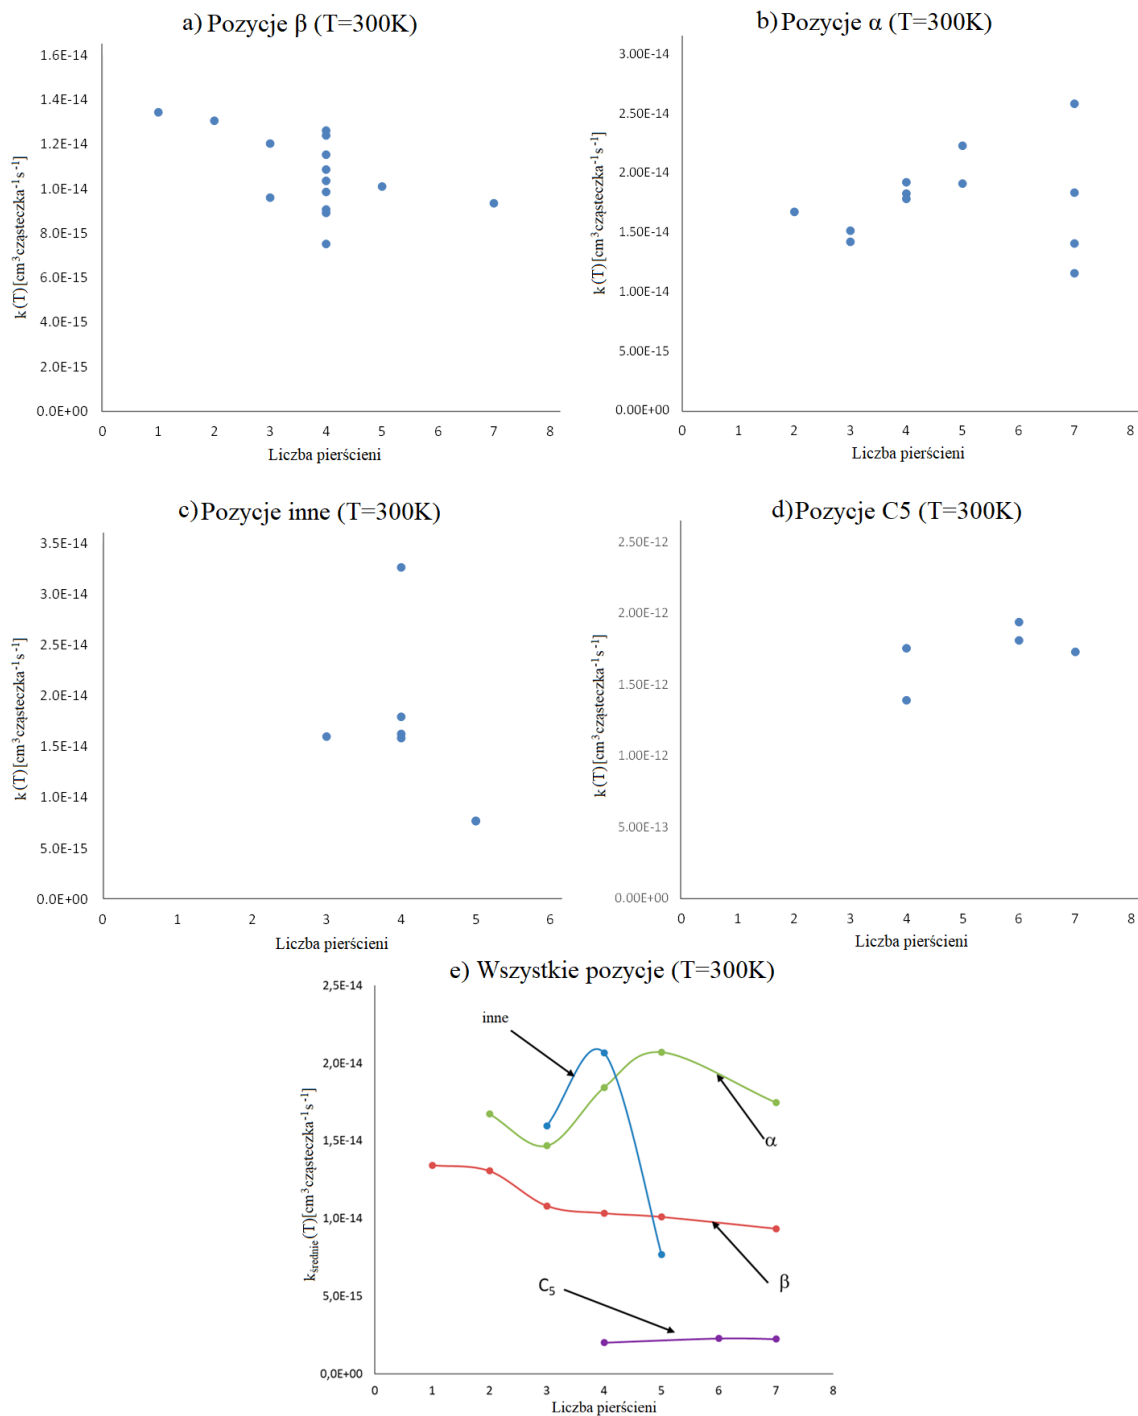 a) Pozycje β (T=300K)
1.6E-14
1.4E-14
1.2E-14
1.0E-14
8.0E-15
6.0E-15
4.0E-15
2.0E-15
0.0E+00
k(T)[cm³cząsteczka⁻¹s⁻¹]
0 1 2 3 4 5 6 7 8
Liczba pierścieni
b) Pozycje α (T=300K)
3.00E-14
2.50E-14
2.00E-14
1.50E-14
1.00E-14
5.00E-15
0.00E+00
k(T)[cm³cząsteczka⁻¹s⁻¹]
0 1 2 3 4 5 6 7 8
Liczba pierścieni
c) Pozycje inne (T=300K)
3.5E-14
3.0E-14
2.5E-14
2.0E-14
1.5E-14
1.0E-14
5.0E-15
0.0E+00
k(T)[cm³cząsteczka⁻¹s⁻¹]
0 1 2 3 4 5 6
Liczba pierścieni
d) Pozycje C5 (T=300K)
2.50E-12
2.00E-12
1.50E-12
1.00E-12
5.00E-13
0.00E+00
k(T)[cm³cząsteczka⁻¹s⁻¹]
0 1 2 3 4 5 6 7 8
Liczba pierścieni
e) Wszystkie pozycje (T=300K)
2,5E-14
2,0E-14
1,5E-14
1,0E-14
5,0E-15
0,0E+00
k_średnie(T)[cm³cząsteczka⁻¹s⁻¹]
inne
α
β
C₅
0 1 2 3 4 5 6 7 8
Liczba pierścieni